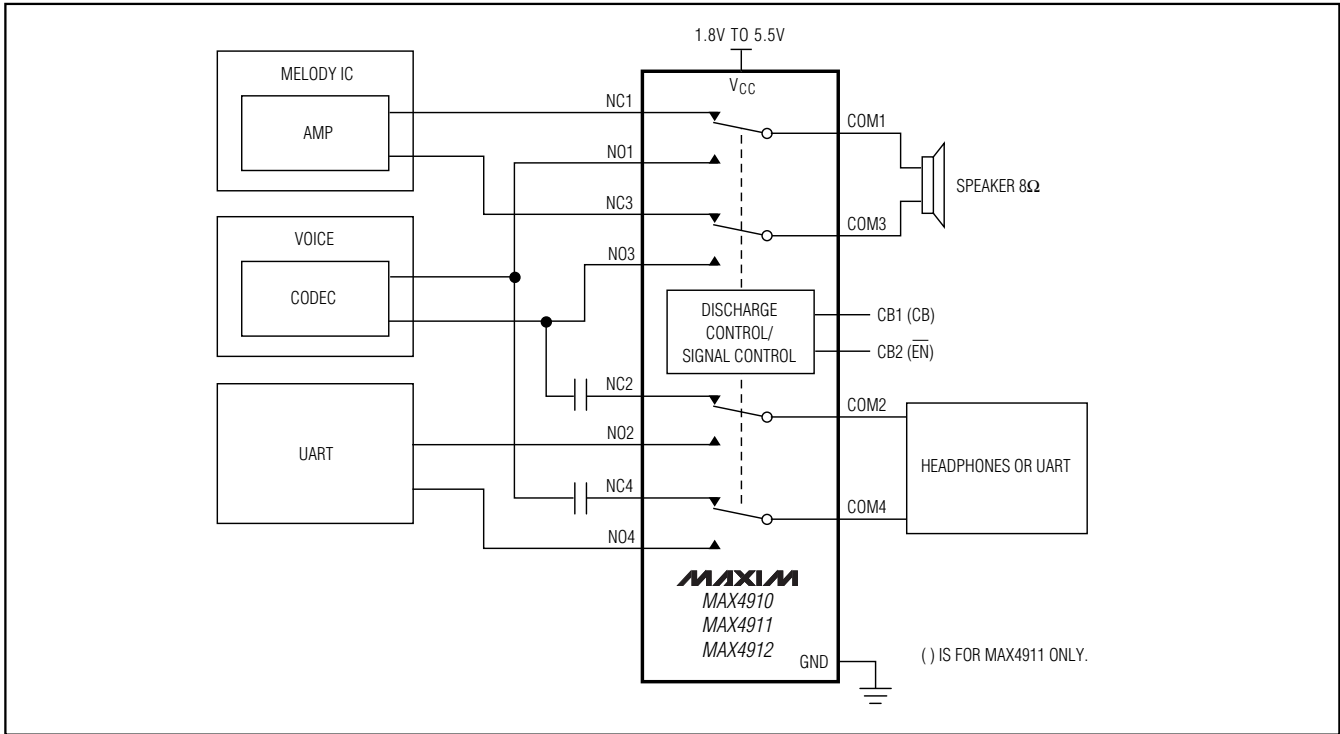 1.8V TO 5.5V
MELODY IC
AMP
VOICE
CODEC
UART
NC1
NO1
NC3
NO3
NC2
NO2
NC4
NO4
VCC
DISCHARGE
CONTROL/
SIGNAL CONTROL
MAXIM
MAX4910
MAX4911
MAX4912
GND
COM1
COM3
CB1 (CB)
CB2 (E̅N̅)
COM2
COM4
SPEAKER 8Ω
HEADPHONES OR UART
( ) IS FOR MAX4911 ONLY.